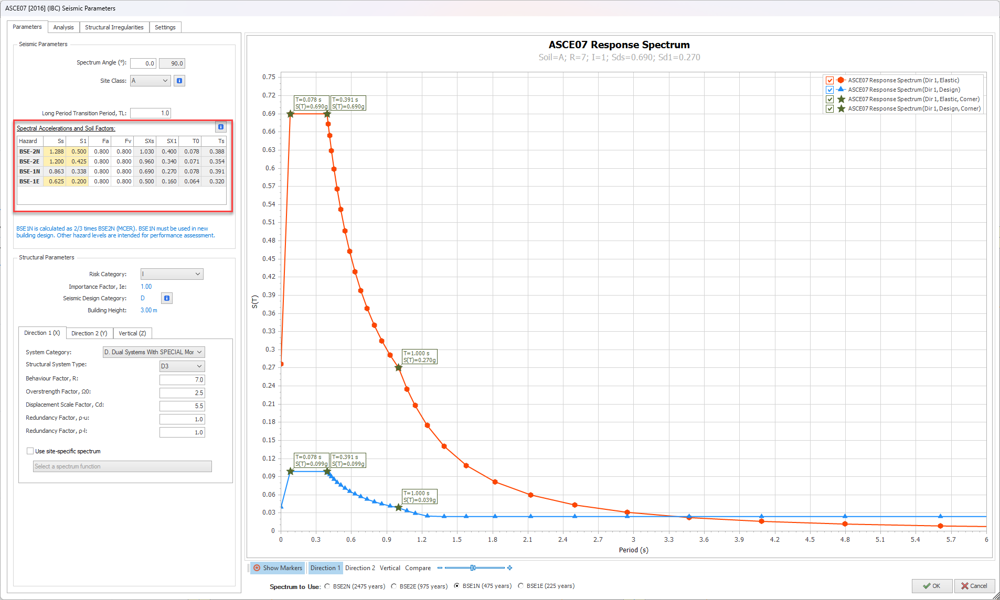 ASCE07 [2016] (IBC) Seismic Parameters
Parameters Analysis Structural Irregularities Settings
Seismic Parameters
Spectrum Angle (°): 0.0 90.0
Site Class: A
Long Period Transition Period, TL: 1.0
Spectral Accelerations and Soil Factors:
Hazard Ss S1 Fa Fv SXs SX1 T0 Ts
BSE-2N 1.288 0.500 0.800 0.800 1.030 0.400 0.078 0.388
BSE-2E 1.200 0.425 0.800 0.800 0.960 0.340 0.071 0.354
BSE-1N 0.863 0.338 0.800 0.800 0.690 0.270 0.078 0.391
BSE-1E 0.625 0.200 0.800 0.800 0.500 0.160 0.064 0.320
BSE1N is calculated as 2/3 times BSE2N (MCER). BSE1N must be used in new
building design. Other hazard levels are intended for performance assessment.
Structural Parameters
Risk Category: I
Importance Factor, Ie: 1.00
Seismic Design Category: D
Building Height: 3.00 m
Direction 1 (X) Direction 2 (Y) Vertical (Z)
System Category: D. Dual Systems With SPECIAL Mor
Structural System Type: D3
Behaviour Factor, R: 7.0
Overstrength Factor, Ω0: 2.5
Displacement Scale Factor, Cd: 5.5
Redundancy Factor, ρ-u: 1.0
Redundancy Factor, ρ-l: 1.0
Use site-specific spectrum
Select a spectrum function
ASCE07 Response Spectrum
Soil=A; R=7; I=1; Sds=0.690; Sd1=0.270
ASCE07 Response Spectrum (Dir 1, Elastic)
ASCE07 Response Spectrum (Dir 1, Design)
ASCE07 Response Spectrum (Dir 1, Elastic, Corner)
ASCE07 Response Spectrum (Dir 1, Design, Corner)
0.75
0.72
0.69
0.66
0.63
0.6
0.57
0.54
0.51
0.48
0.45
0.42
0.39
0.36
0.33
0.3
0.27
0.24
0.21
0.18
0.15
0.12
0.09
0.06
0.03
0
S(T)
T=0.078 s
S(T)=0.690g
T=0.391 s
S(T)=0.690g
T=1.000 s
S(T)=0.270g
T=0.078 s
S(T)=0.099g
T=0.391 s
S(T)=0.099g
T=1.000 s
S(T)=0.039g
0 0.3 0.6 0.9 1.2 1.5 1.8 2.1 2.4 2.7 3 3.3 3.6 3.9 4.2 4.5 4.8 5.1 5.4 5.7 6
Period (s)
Show Markers Direction 1 Direction 2 Vertical Compare
Spectrum to Use: BSE2N (2475 years) BSE2E (975 years) BSE1N (475 years) BSE1E (225 years)
OK Cancel